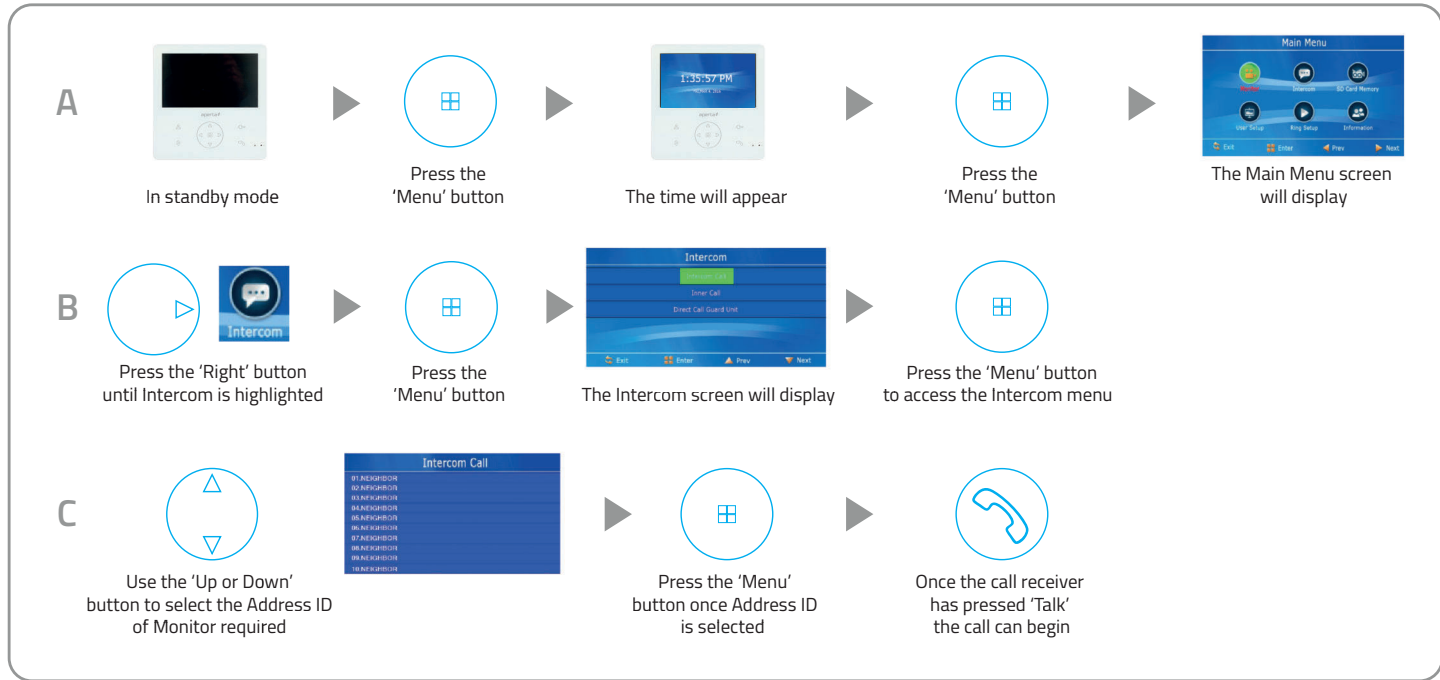 Main Menu
1:35:57 PM
A
Intercom
SD Card Memory
User Setup
Ring Setup
Information
Exit
Enter
Prev
Next
In standby mode
Press the
‘Menu’ button
The time will appear
Press the
‘Menu’ button
The Main Menu screen
will display
B
Intercom
Intercom
Intercom Call
Inner Call
Direct Call Guard Unit
Exit
Enter
Prev
Next
Press the ‘Right’ button
until Intercom is highlighted
Press the
‘Menu’ button
The Intercom screen will display
Press the ‘Menu’ button
to access the Intercom menu
C
Intercom Call
01.NEIGHBOR
02.NEIGHBOR
03.NEIGHBOR
04.NEIGHBOR
05.NEIGHBOR
06.NEIGHBOR
07.NEIGHBOR
08.NEIGHBOR
09.NEIGHBOR
10.NEIGHBOR
Use the ‘Up or Down’
button to select the Address ID
of Monitor required
Press the ‘Menu’
button once Address ID
is selected
Once the call receiver
has pressed ‘Talk’
the call can begin